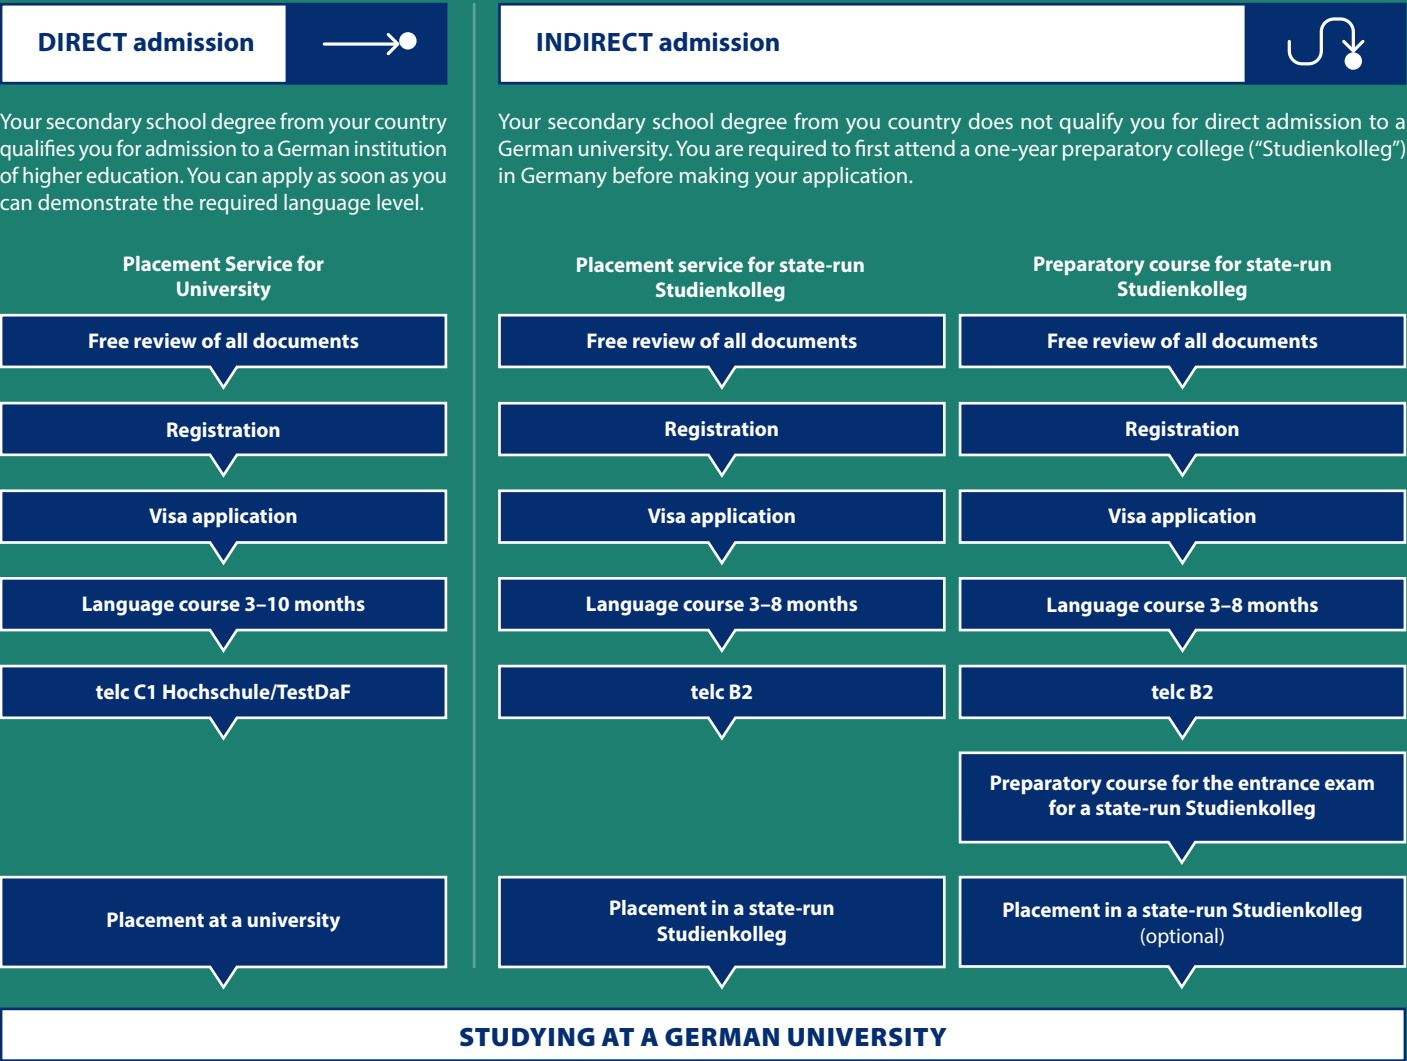 DIRECT admission
Your secondary school degree from your country
qualifies you for admission to a German institution
of higher education. You can apply as soon as you
can demonstrate the required language level.
Placement Service for
University
Free review of all documents
Registration
Visa application
Language course 3–10 months
telc C1 Hochschule/TestDaF
Placement at a university
INDIRECT admission
Your secondary school degree from you country does not qualify you for direct admission to a
German university. You are required to first attend a one-year preparatory college (“Studienkolleg”)
in Germany before making your application.
Placement service for state-run
Studienkolleg
Free review of all documents
Registration
Visa application
Language course 3–8 months
telc B2
Placement in a state-run
Studienkolleg
Preparatory course for state-run
Studienkolleg
Free review of all documents
Registration
Visa application
Language course 3–8 months
telc B2
Preparatory course for the entrance exam
for a state-run Studienkolleg
Placement in a state-run Studienkolleg
(optional)
STUDYING AT A GERMAN UNIVERSITY